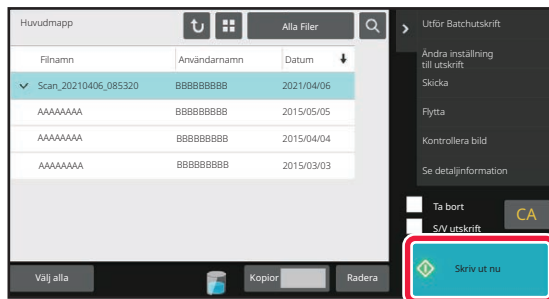 Huvudmapp
Alla Filer
Filnamn Användarnamn Datum
Scan_20210406_085320 BBBBBBBBB 2021/04/06
AAAAAAAA BBBBBBBBB 2015/05/05
AAAAAAAA BBBBBBBBB 2015/04/04
AAAAAAAA BBBBBBBBB 2015/03/03
Välj alla
Kopior
Radera
Utför Batchutskrift
Ändra inställning
till utskrift
Skicka
Flytta
Kontrollera bild
Se detaljinformation
Ta bort
S/V utskrift
CA
Skriv ut nu